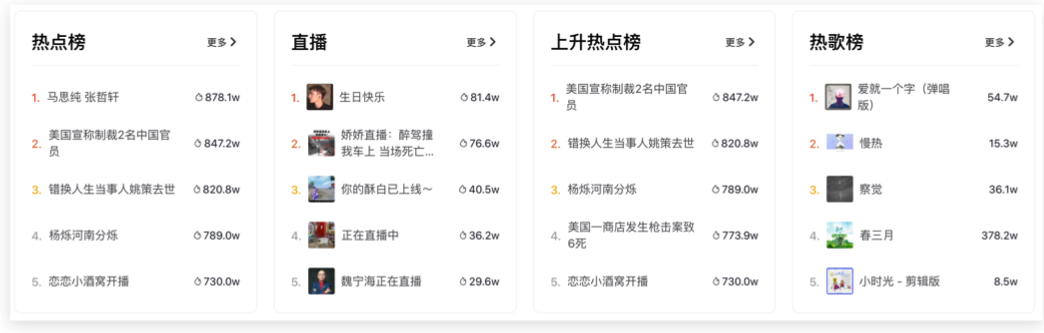 热点榜 更多
1. 马思纯 张哲轩 878.1w
2. 美国宣称制裁2名中国官
员 847.2w
3. 错换人生当事人姚策去世 820.8w
4. 杨烁河南分烁 789.0w
5. 恋恋小酒窝开播 730.0w
直播 更多
1. 生日快乐 81.4w
2. 娇娇直播：醉驾撞
我车上 当场死亡... 76.6w
3. 你的酥白已上线～ 40.5w
4. 正在直播中 36.2w
5. 魏宁海正在直播 29.6w
上升热点榜 更多
1. 美国宣称制裁2名中国官
员 847.2w
2. 错换人生当事人姚策去世 820.8w
3. 杨烁河南分烁 789.0w
4. 美国一商店发生枪击案致
6死 773.9w
5. 恋恋小酒窝开播 730.0w
热歌榜 更多
1. 爱就一个字（弹唱
版） 54.7w
2. 慢热 15.3w
3. 察觉 36.1w
4. 春三月 378.2w
5. 小时光 - 剪辑版 8.5w